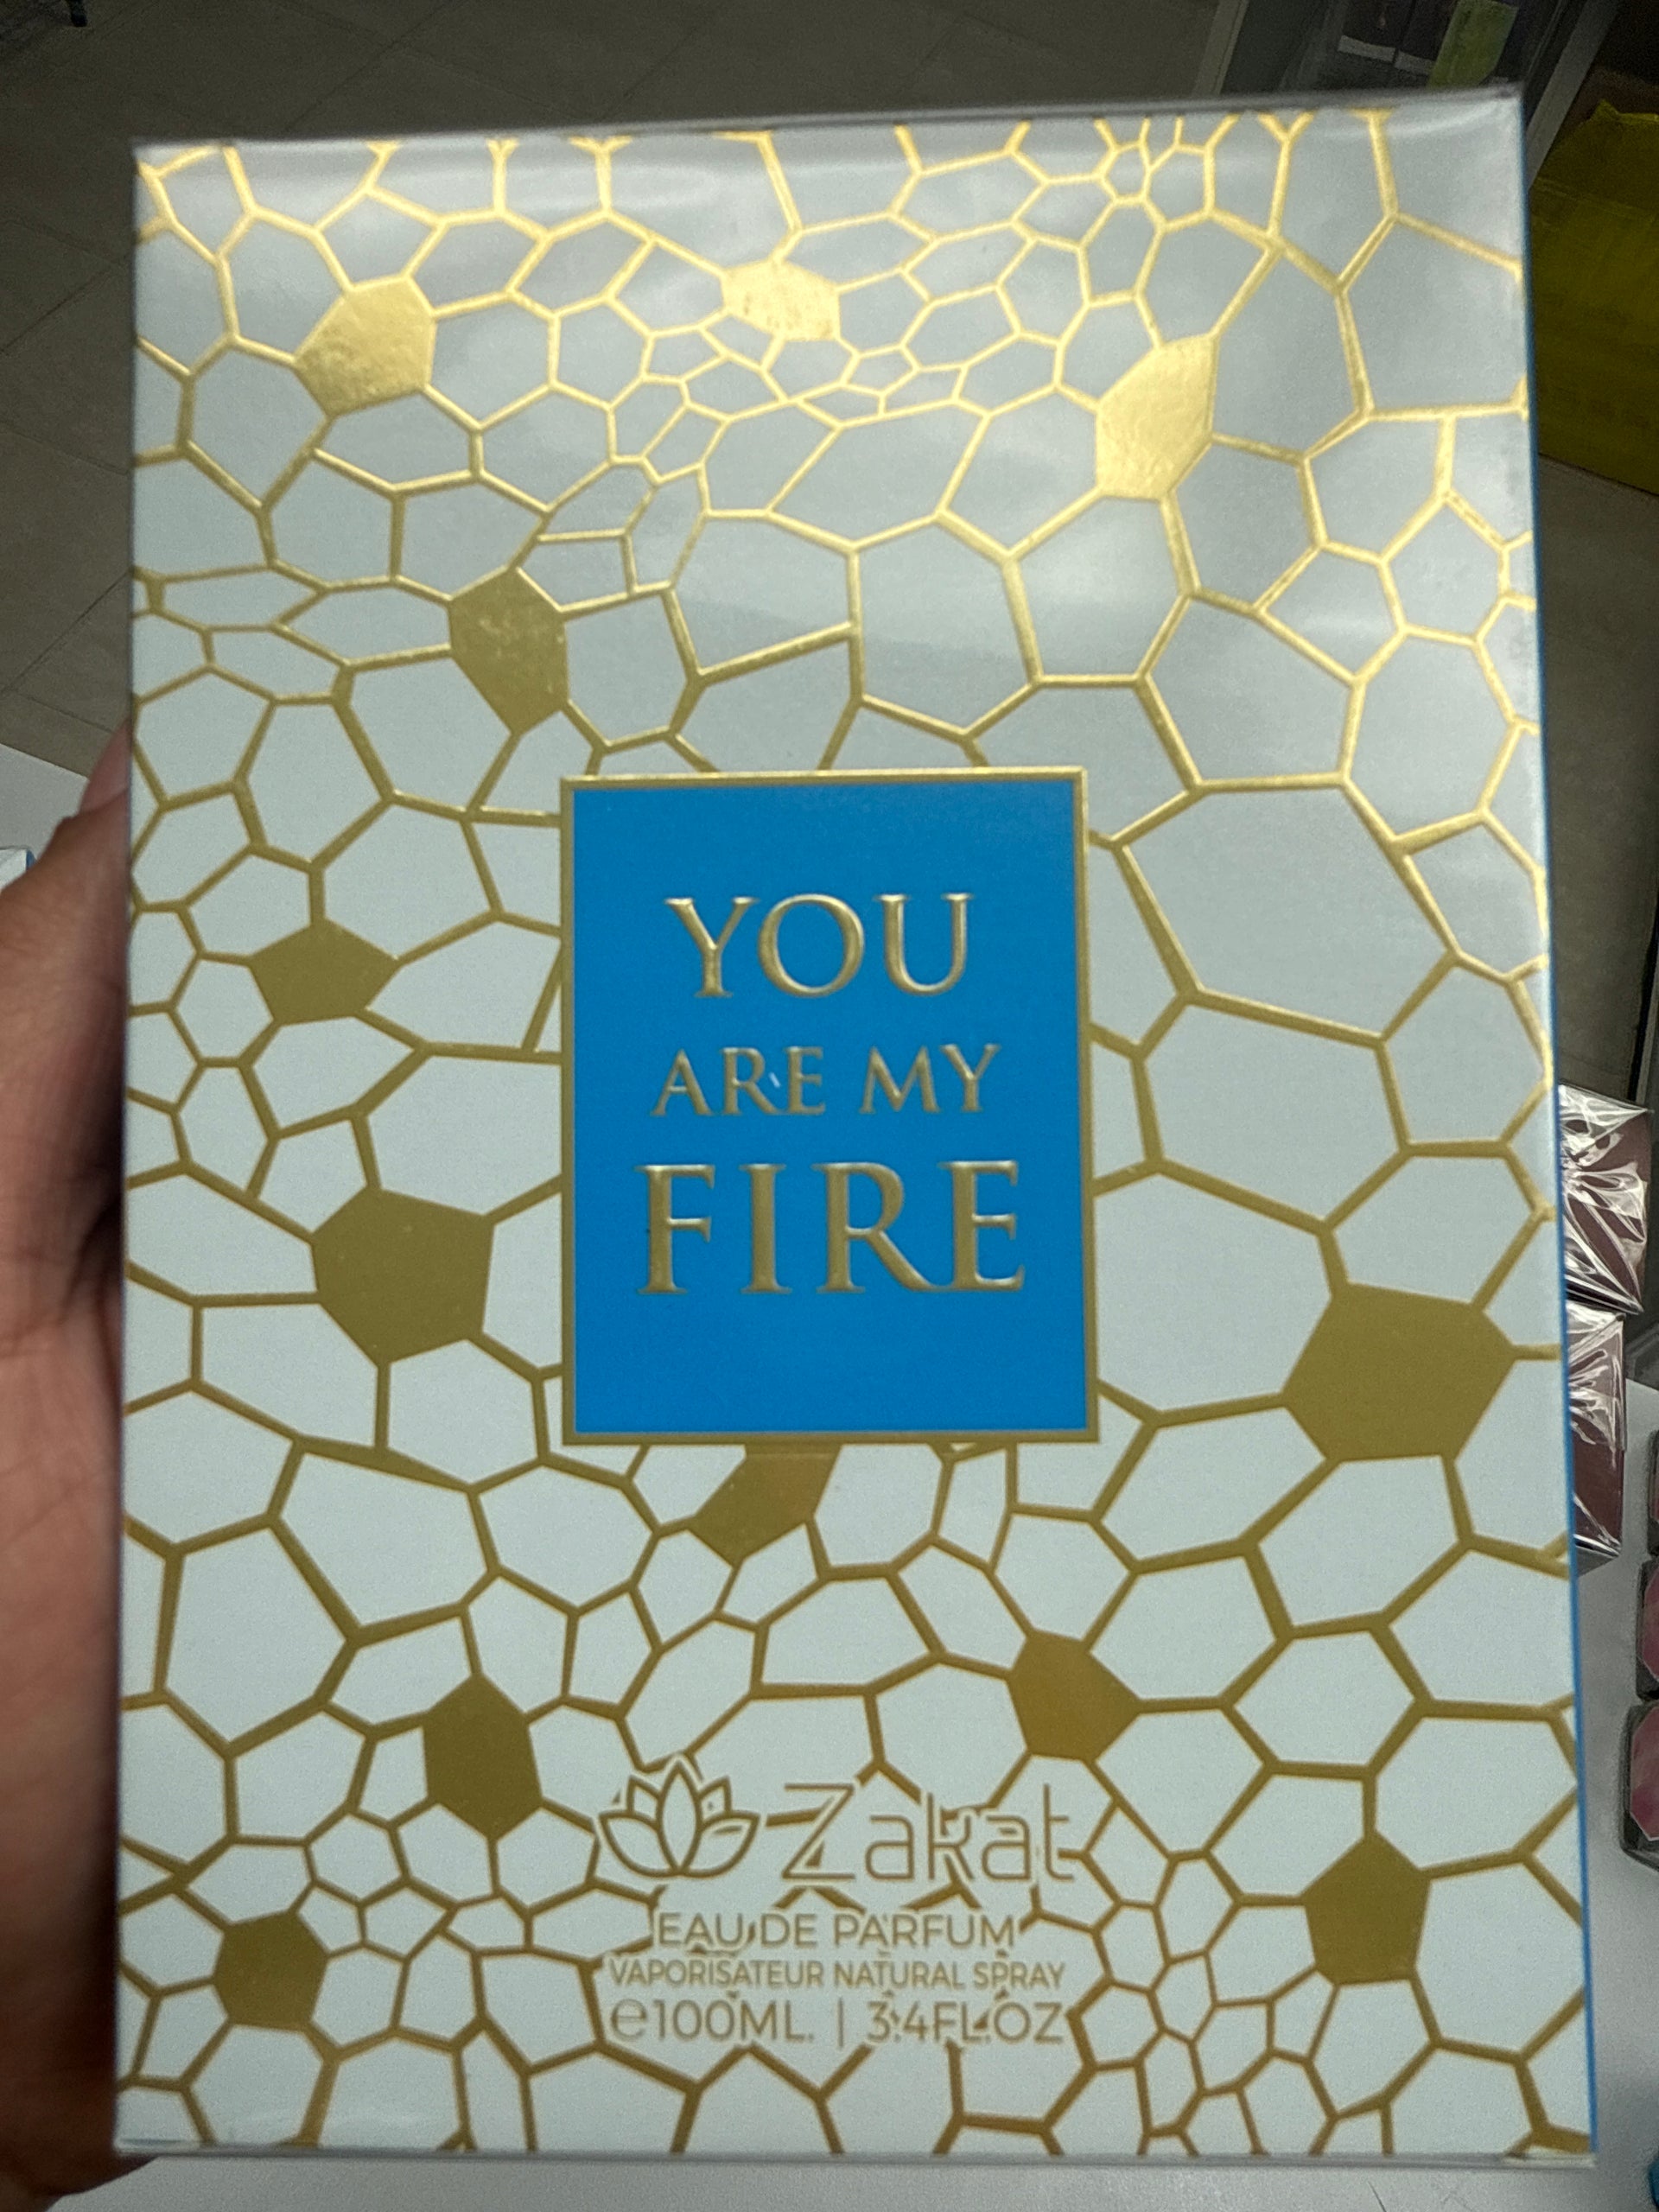 YOU
ARE MY
FIRE
Zakat
EAU DE PARFUM
VAPORISATEUR NATURAL SPRAY
℮100ML. | 3.4FL.OZ